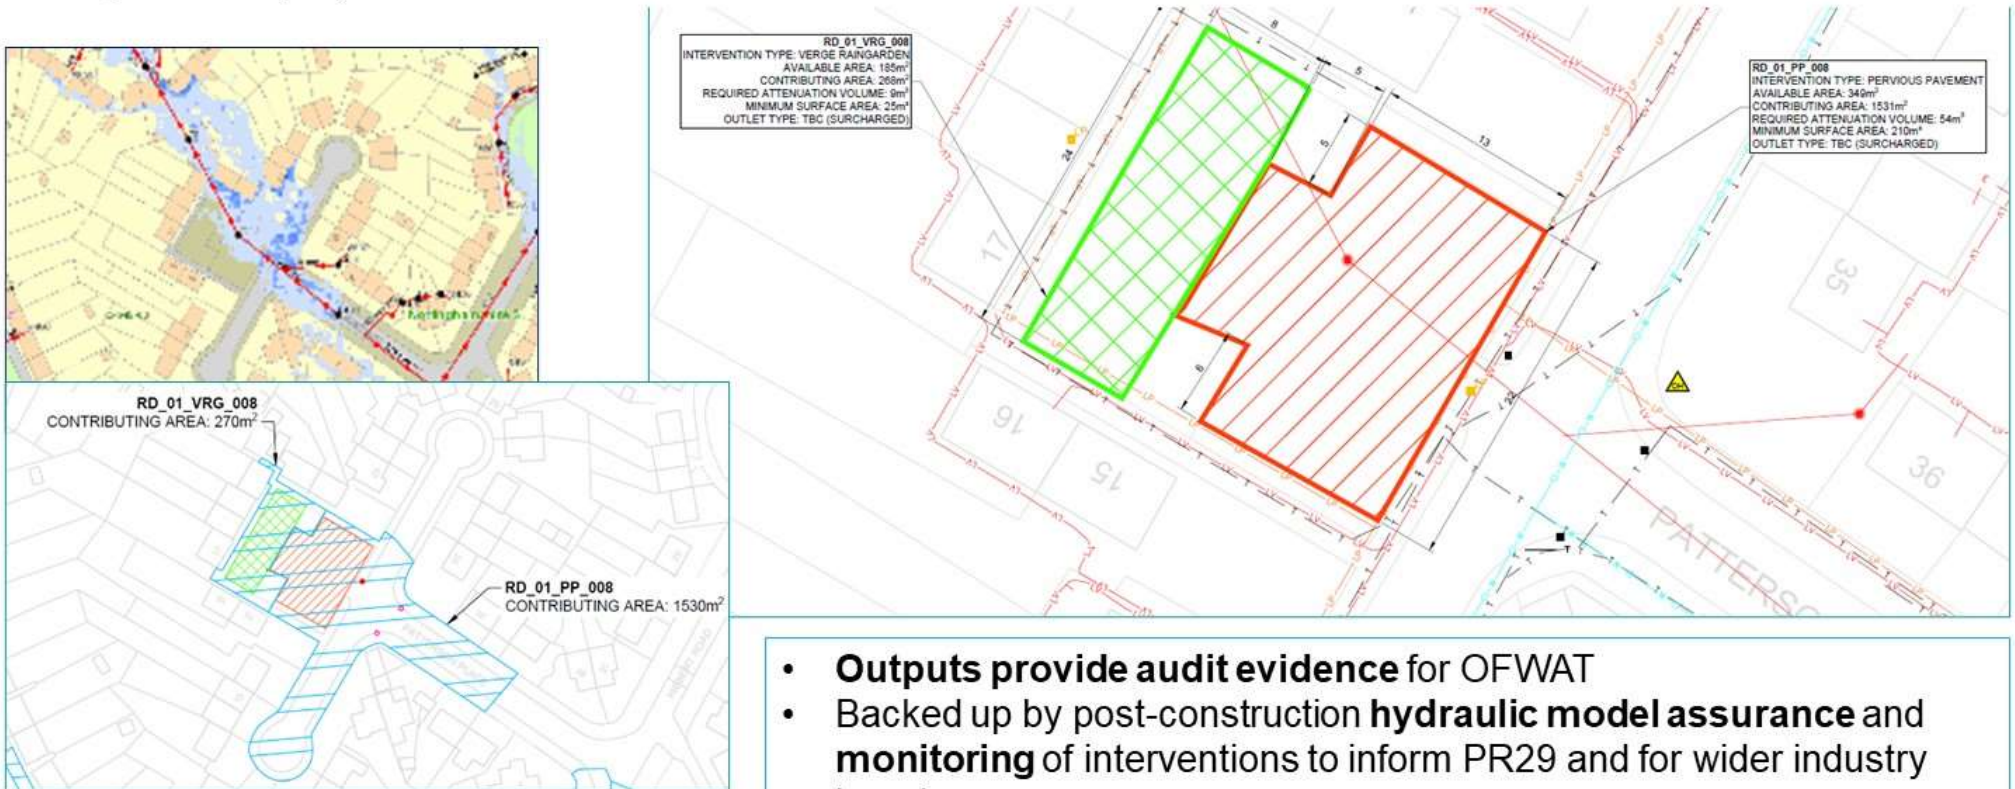 RD_01_VRG_008
INTERVENTION TYPE: VERGE RAINGARDEN
AVAILABLE AREA: 185m²
CONTRIBUTING AREA: 268m²
REQUIRED ATTENUATION VOLUME: 9m³
MINIMUM SURFACE AREA: 25m²
OUTLET TYPE: TBC (SURCHARGED)
RD_01_PP_008
INTERVENTION TYPE: PERVIOUS PAVEMENT
AVAILABLE AREA: 349m²
CONTRIBUTING AREA: 1531m²
REQUIRED ATTENUATION VOLUME: 54m³
MINIMUM SURFACE AREA: 210m²
OUTLET TYPE: TBC (SURCHARGED)
8
5
13
5
24
6
22
17
16
15
35
36
PATTERSO
RD_01_VRG_008
CONTRIBUTING AREA: 270m²
RD_01_PP_008
CONTRIBUTING AREA: 1530m²
• Outputs provide audit evidence for OFWAT
• Backed up by post-construction hydraulic model assurance and
monitoring of interventions to inform PR29 and for wider industry